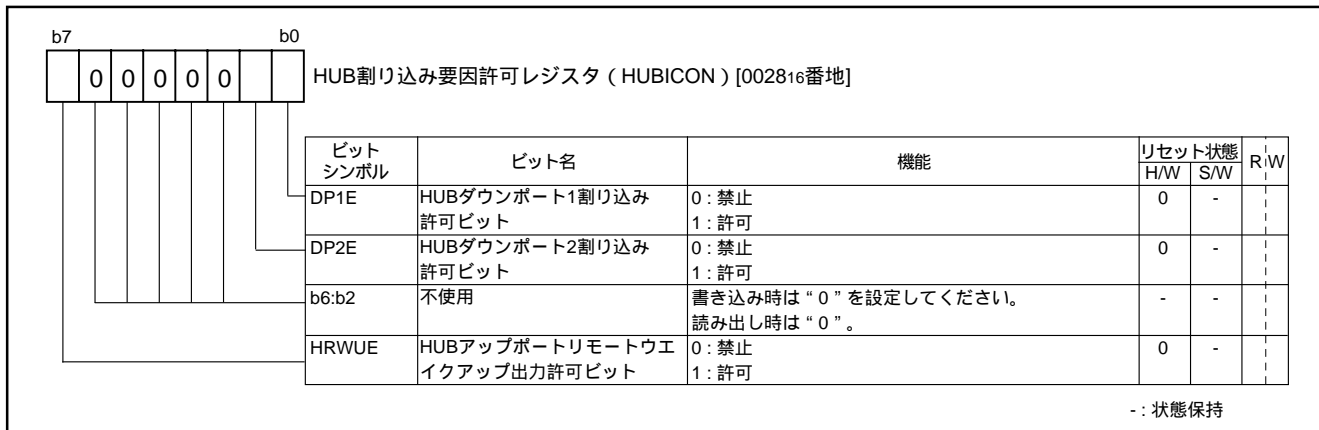 b7 b0
0 0 0 0 0
HUB割り込み要因許可レジスタ（HUBICON）[002816番地]
ビット
シンボル
ビット名
機能
リセット状態
H/W S/W
R W
DP1E HUBダウンポート1割り込み 0 : 禁止 0 -
許可ビット 1 : 許可
DP2E HUBダウンポート2割り込み 0 : 禁止 0 -
許可ビット 1 : 許可
b6:b2 不使用 書き込み時は“0”を設定してください。 - -
読み出し時は“0”。
HRWUE HUBアップポートリモートウエ 0 : 禁止 0 -
イクアップ出力許可ビット 1 : 許可
- : 状態保持